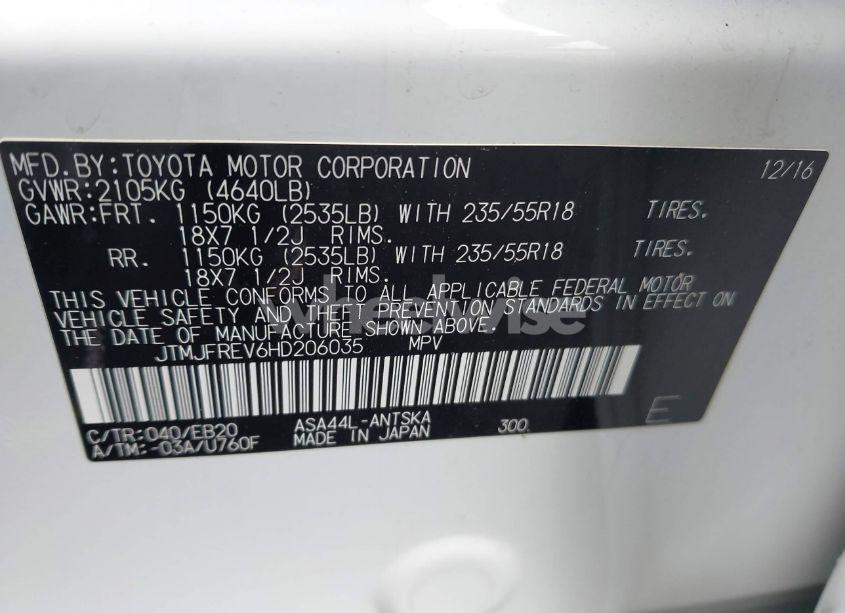 MFD.BY:TOYOTA MOTOR CORPORATION 12/16
GVWR:2105KG (4640LB)
GAWR:FRT. 1150KG (2535LB) WITH 235/55R18 TIRES.
18X7 1/2J RIMS.
RR. 1150KG (2535LB) WITH 235/55R18 TIRES.
18X7 1/2J RIMS.
THIS VEHICLE CONFORMS TO ALL APPLICABLE FEDERAL MOTOR
VEHICLE SAFETY AND THEFT PREVENTION STANDARDS IN EFFECT ON
THE DATE OF MANUFACTURE SHOWN ABOVE.
wheelwise
JTMJFREV6HD206035 MPV
C/TR:040/EB20 ASA44L-ANTSKA 300. E
A/TM:-03A/U760F MADE IN JAPAN